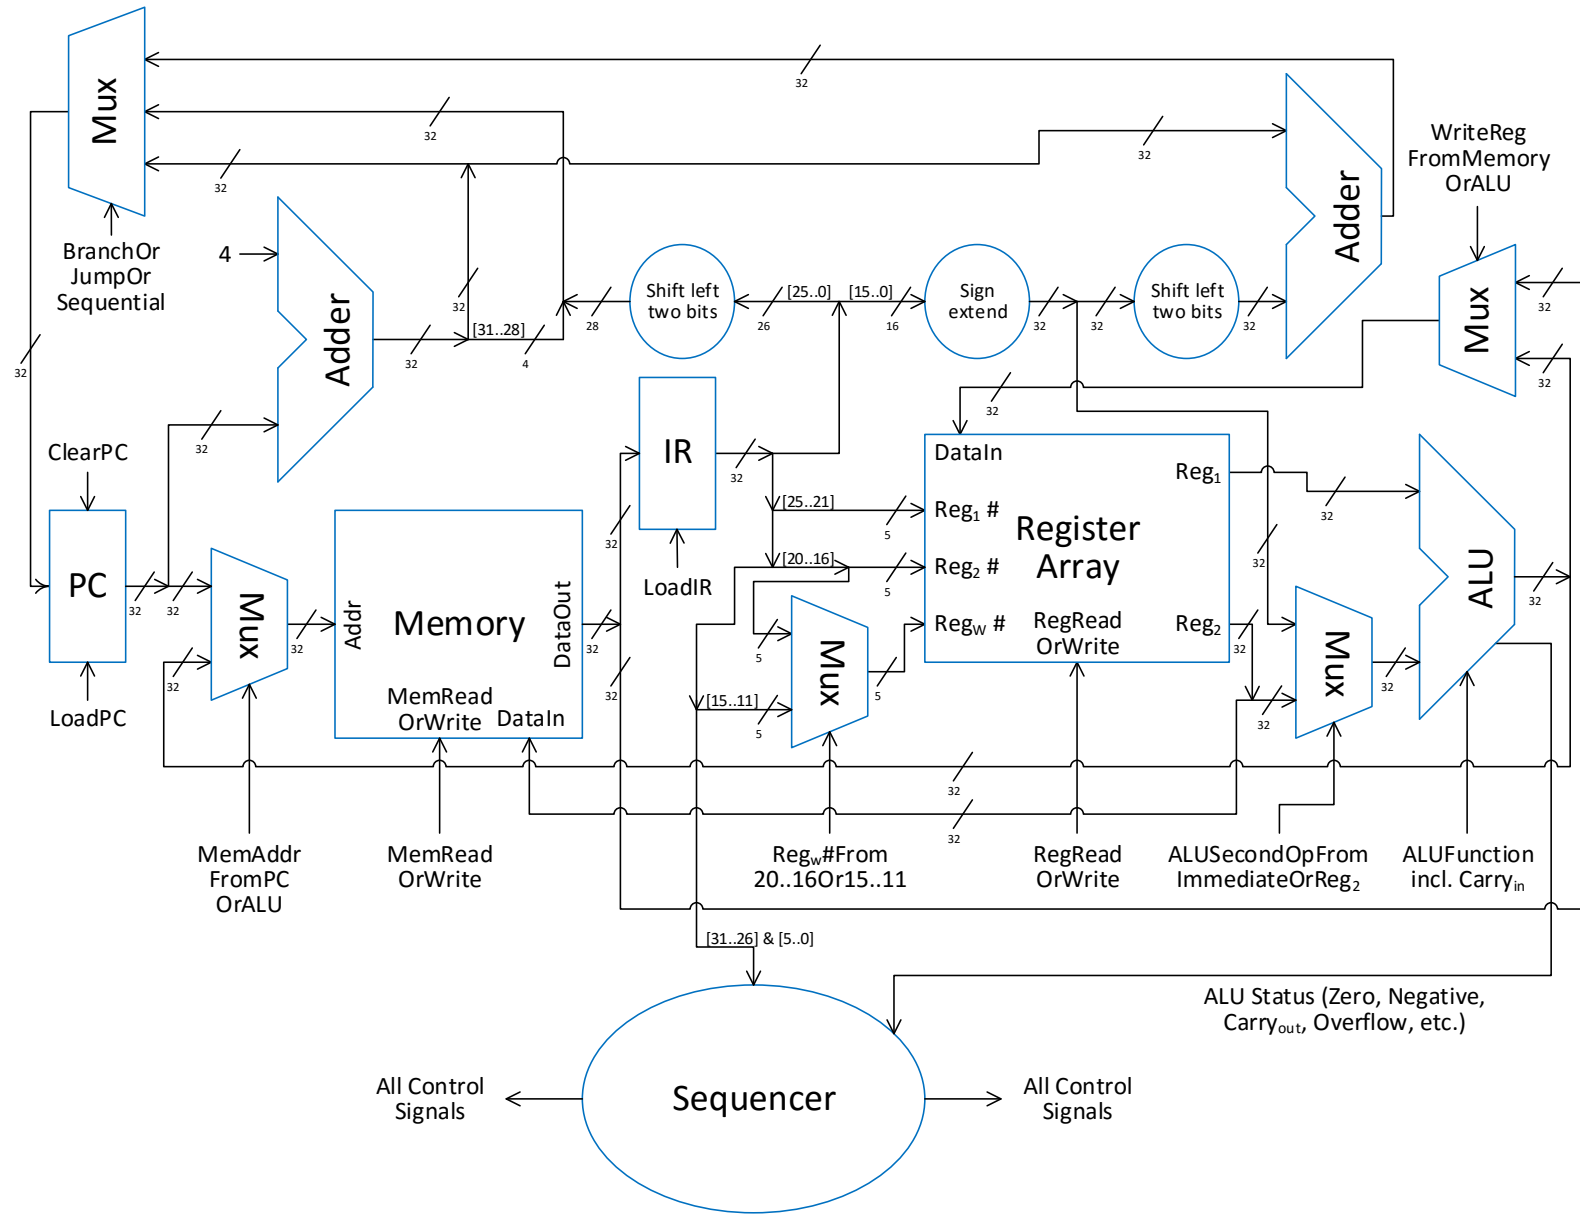 32
Mux
32
32
32
WriteReg
FromMemory
OrALU
32
BranchOr
JumpOr
Sequential
4
Adder
32
Shift left
two bits
28
[25..0]
26
[15..0]
16
Sign
extend
32
32
Shift left
two bits
32
Adder
Mux
32
32
32
32
[31..28]
4
Adder
32
32
32
ClearPC
PC
LoadPC
32
32
32
Mux
32
Addr
Memory
DataOut
MemRead
OrWrite
DataIn
32
32
32
IR
LoadIR
32
[25..21]
5
[20..16]
5
5
[15..11]
5
Mux
5
DataIn
Reg1 #
Reg2 #
RegW #
Register
Array
RegRead
OrWrite
Reg1
Reg2
32
32
32
32
Mux
32
ALU
32
32
32
MemAddr
FromPC
OrALU
MemRead
OrWrite
Regw#From
20..16Or15..11
RegRead
OrWrite
ALUSecondOpFrom
ImmediateOrReg2
ALUFunction
incl. Carryin
[31..26] & [5..0]
ALU Status (Zero, Negative,
Carryout, Overflow, etc.)
All Control
Signals
Sequencer
All Control
Signals